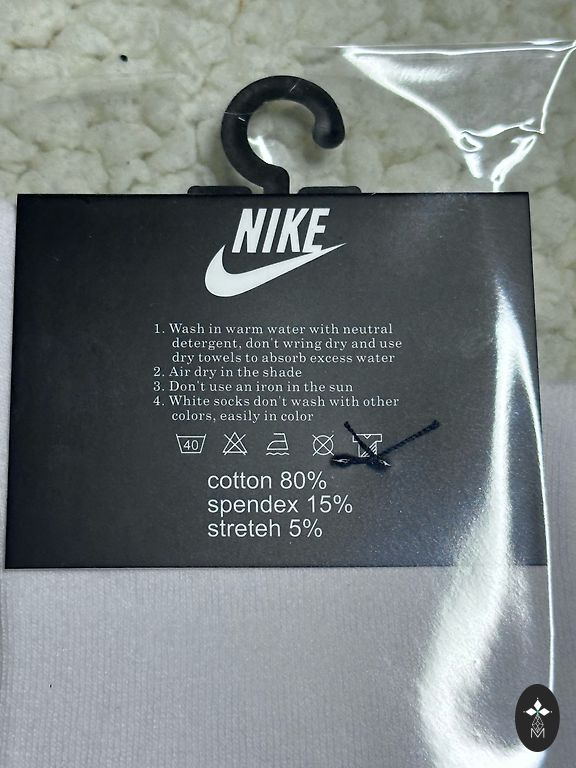 NIKE
1. Wash in warm water with neutral
detergent, don't wring dry and use
dry towels to absorb excess water
2. Air dry in the shade
3. Don't use an iron in the sun
4. White socks don't wash with other
colors, easily in color
40
cotton 80%
spendex 15%
streteh 5%
M